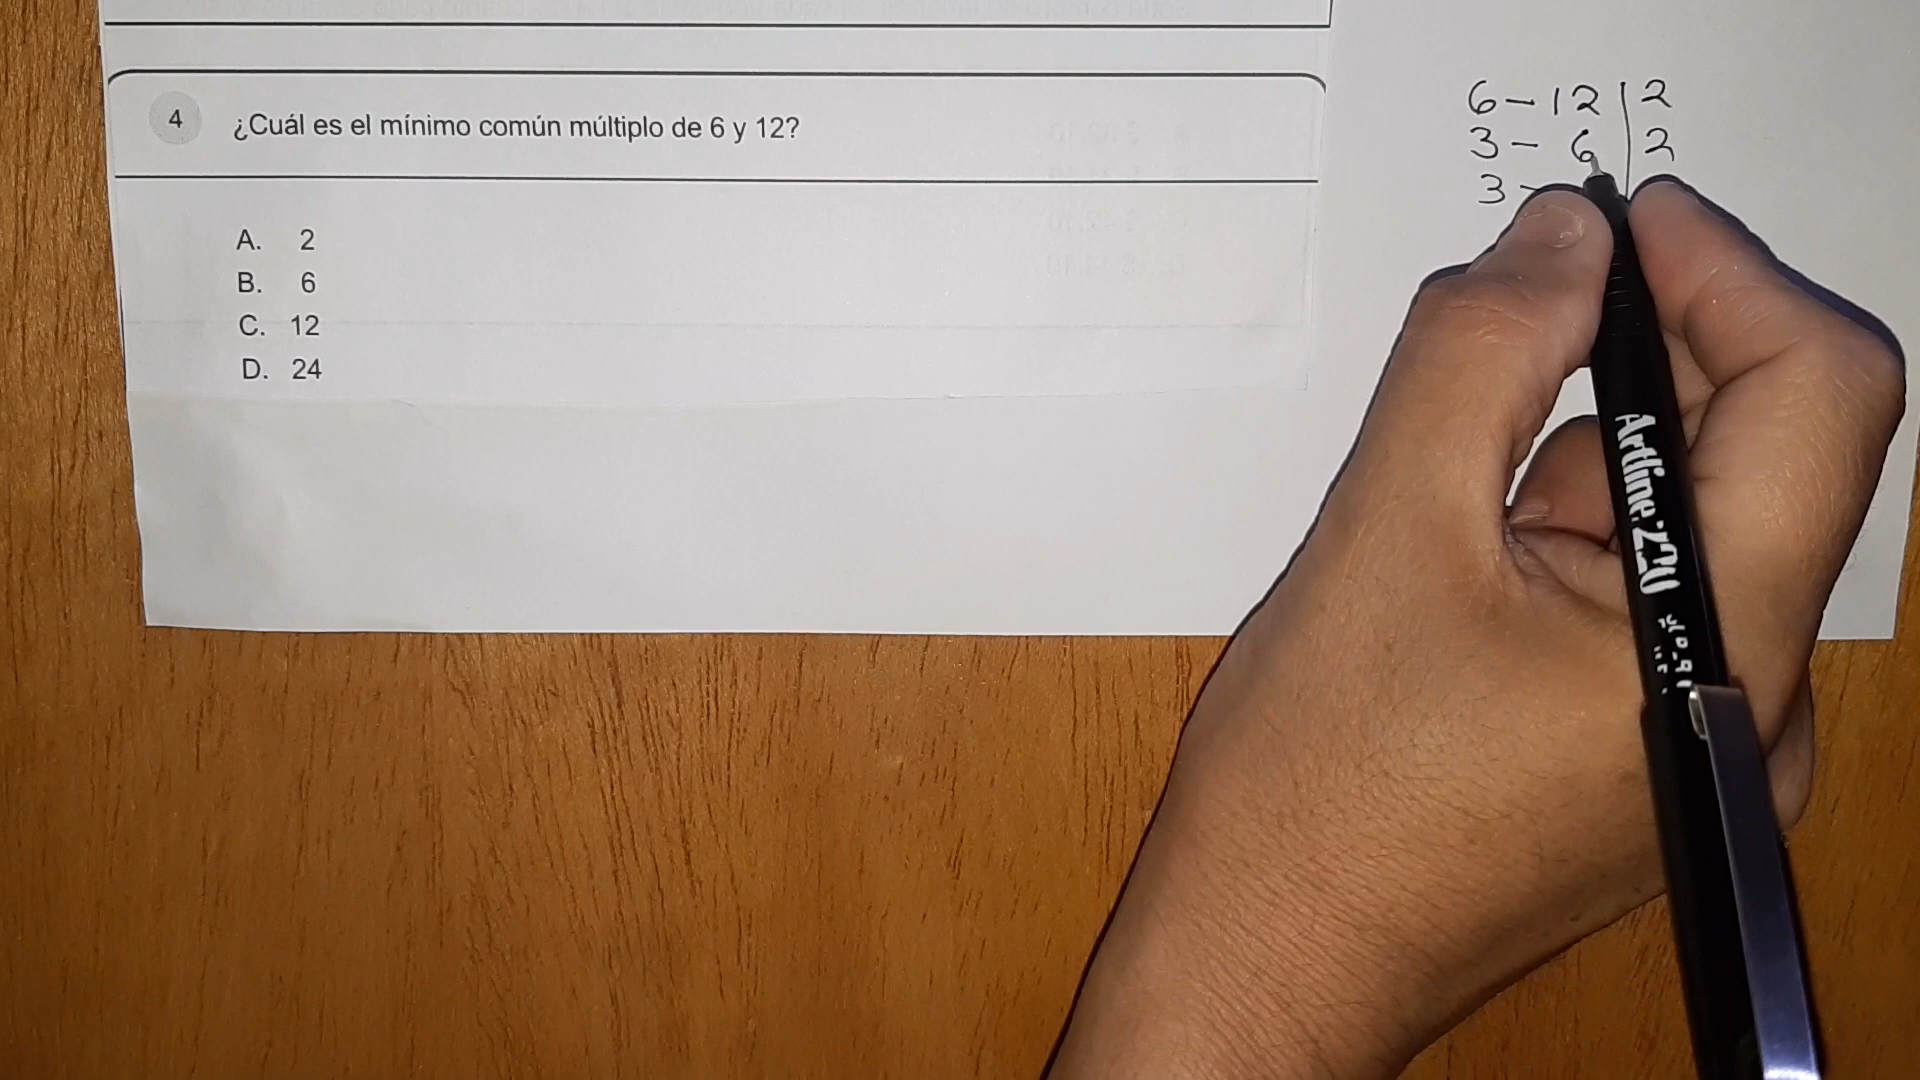 4 ¿Cuál es el mínimo común múltiplo de 6 y 12?
A. 2
B. 6
C. 12
D. 24
6 - 12 | 2
3 - 6 | 2
3 -
Artline 220